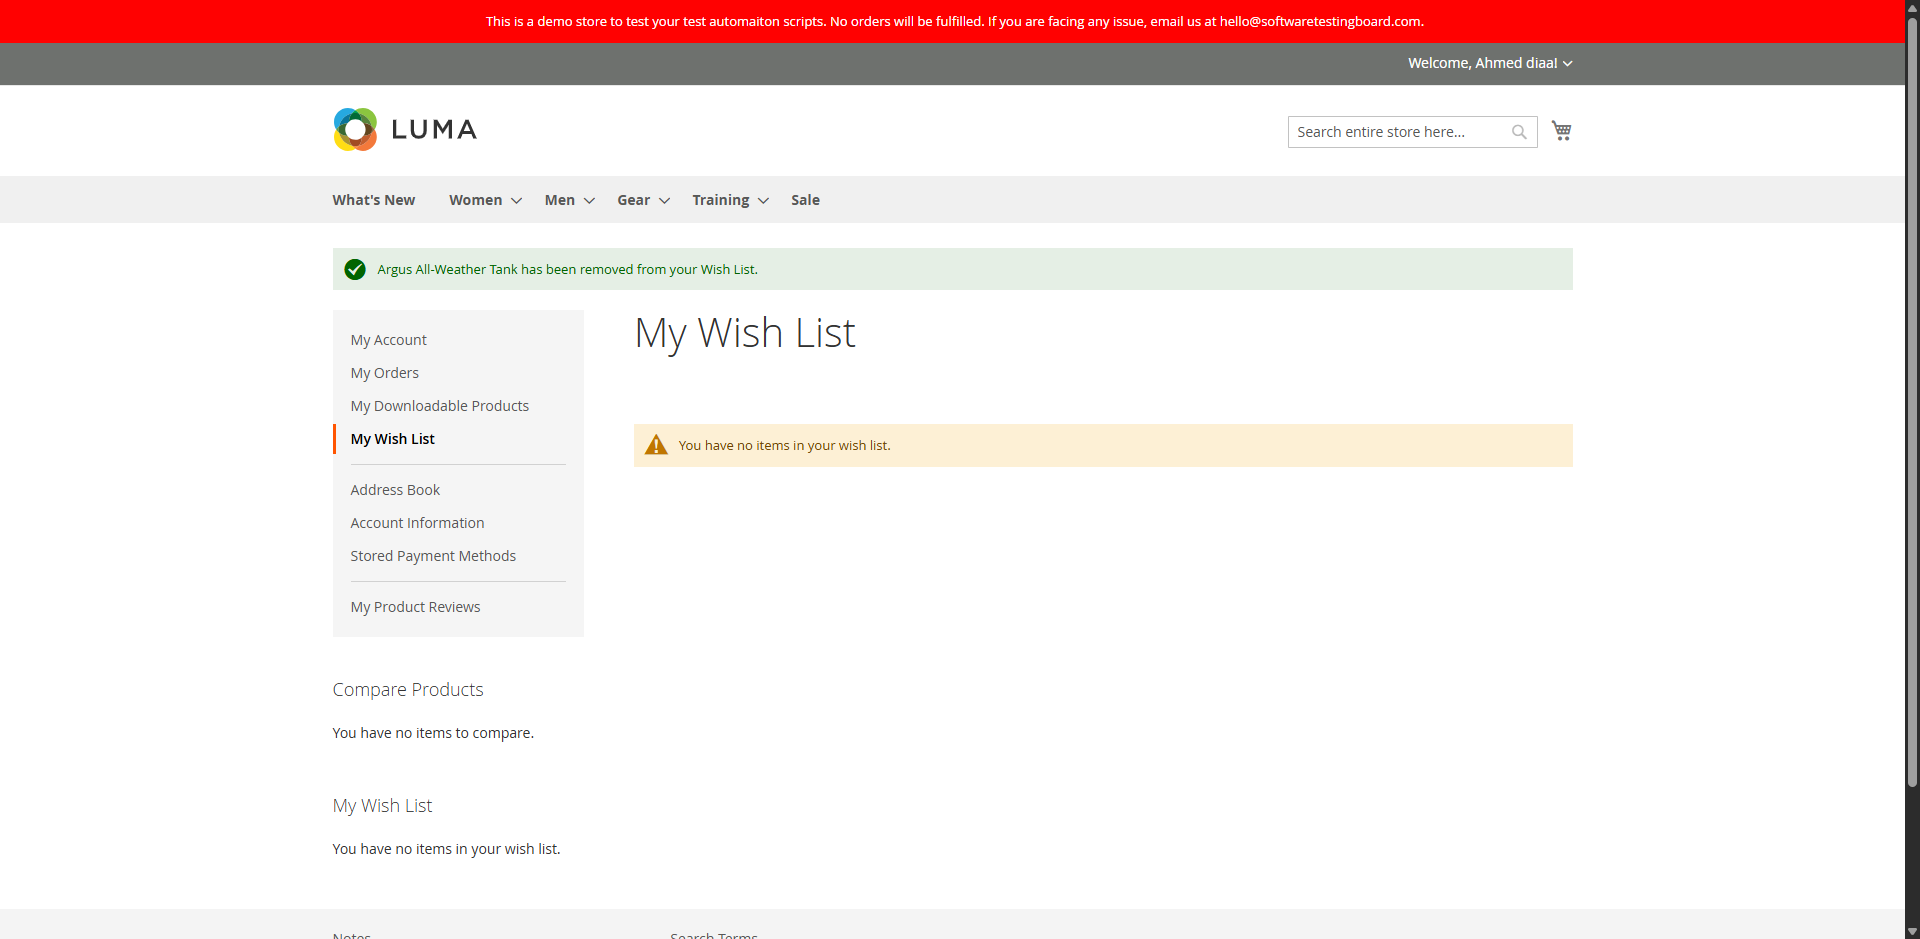 This is a demo store to test your test automaiton scripts. No orders will be fulfilled. If you are facing any issue, email us at hello@softwaretestingboard.com.
Welcome, Ahmed diaa!
LUMA
Search entire store here...
What's New Women Men Gear Training Sale
Argus All-Weather Tank has been removed from your Wish List.
My Account
My Orders
My Downloadable Products
My Wish List
Address Book
Account Information
Stored Payment Methods
My Product Reviews
My Wish List
You have no items in your wish list.
Compare Products
You have no items to compare.
My Wish List
You have no items in your wish list.
Notes Search Terms